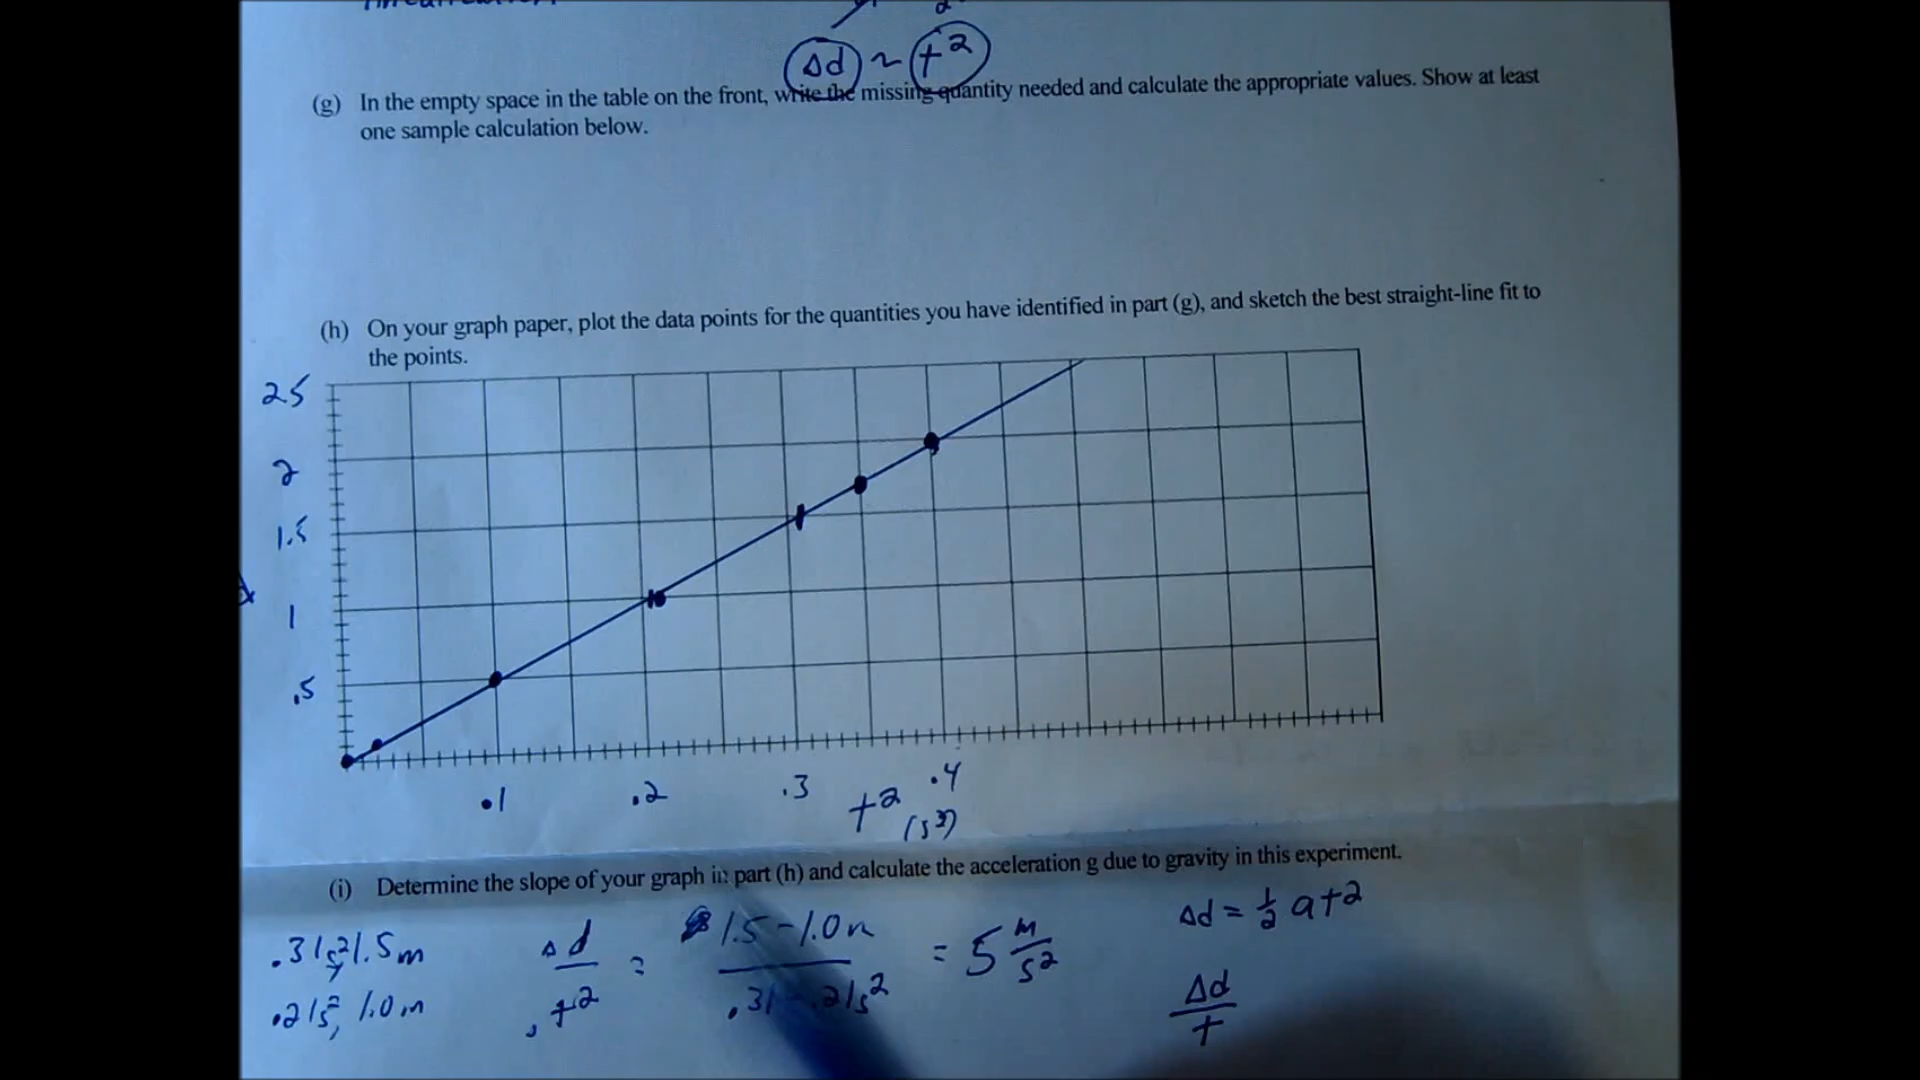 Δd ~ t²
(g) In the empty space in the table on the front, write the missing quantity needed and calculate the appropriate values. Show at least
one sample calculation below.
(h) On your graph paper, plot the data points for the quantities you have identified in part (g), and sketch the best straight-line fit to
the points.
25
2
1.5
1
.5
.1 .2 .3 .4
t²
(s²)
(i) Determine the slope of your graph in part (h) and calculate the acceleration g due to gravity in this experiment.
.31s², 1.5m
.21s², 1.0m
Δd / t² = 1.5 - 1.0m / .31 - .21s² = 5 m/s²
Δd = ½ at²
Δd / t